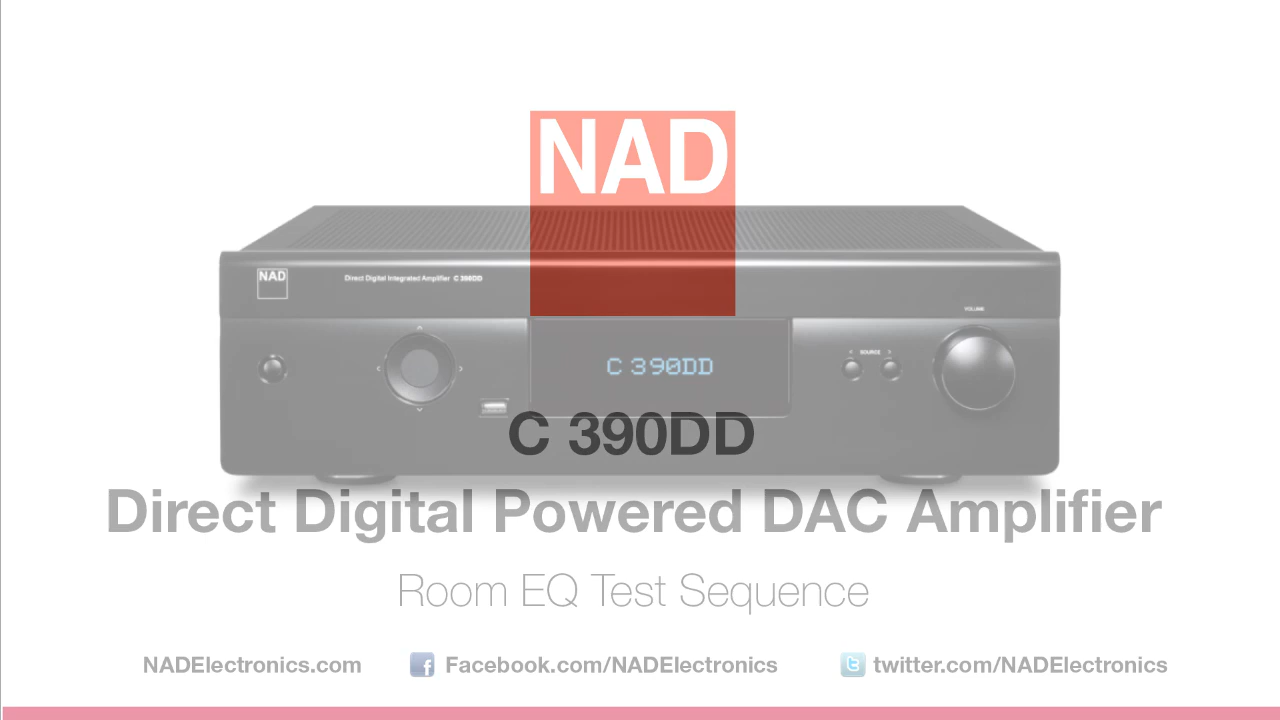 NAD
NAD
Direct Digital Integrated Amplifier C 390DD
VOLUME
SOURCE
C 390DD
C 390DD
Direct Digital Powered DAC Amplifier
Room EQ Test Sequence
NADElectronics.com
Facebook.com/NADElectronics
twitter.com/NADElectronics